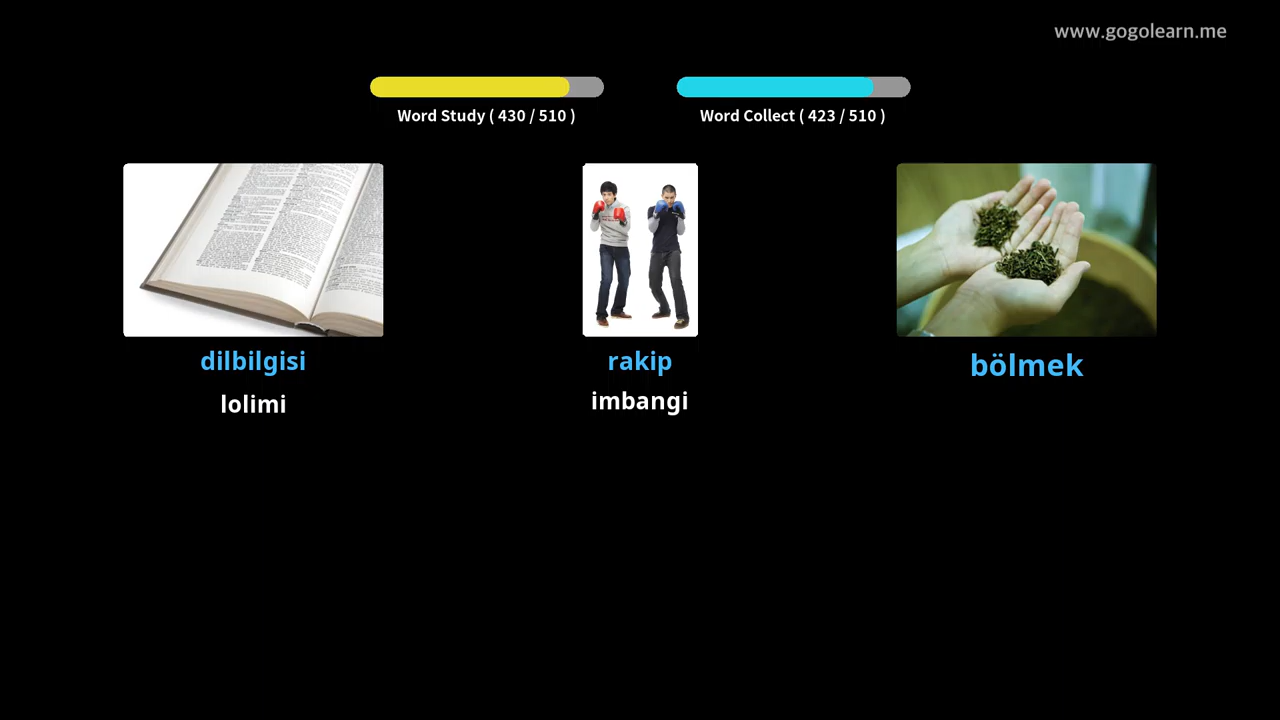 www.gogolearn.me
Word Study ( 430 / 510 )
Word Collect ( 423 / 510 )
dilbilgisi
lolimi
rakip
imbangi
bölmek